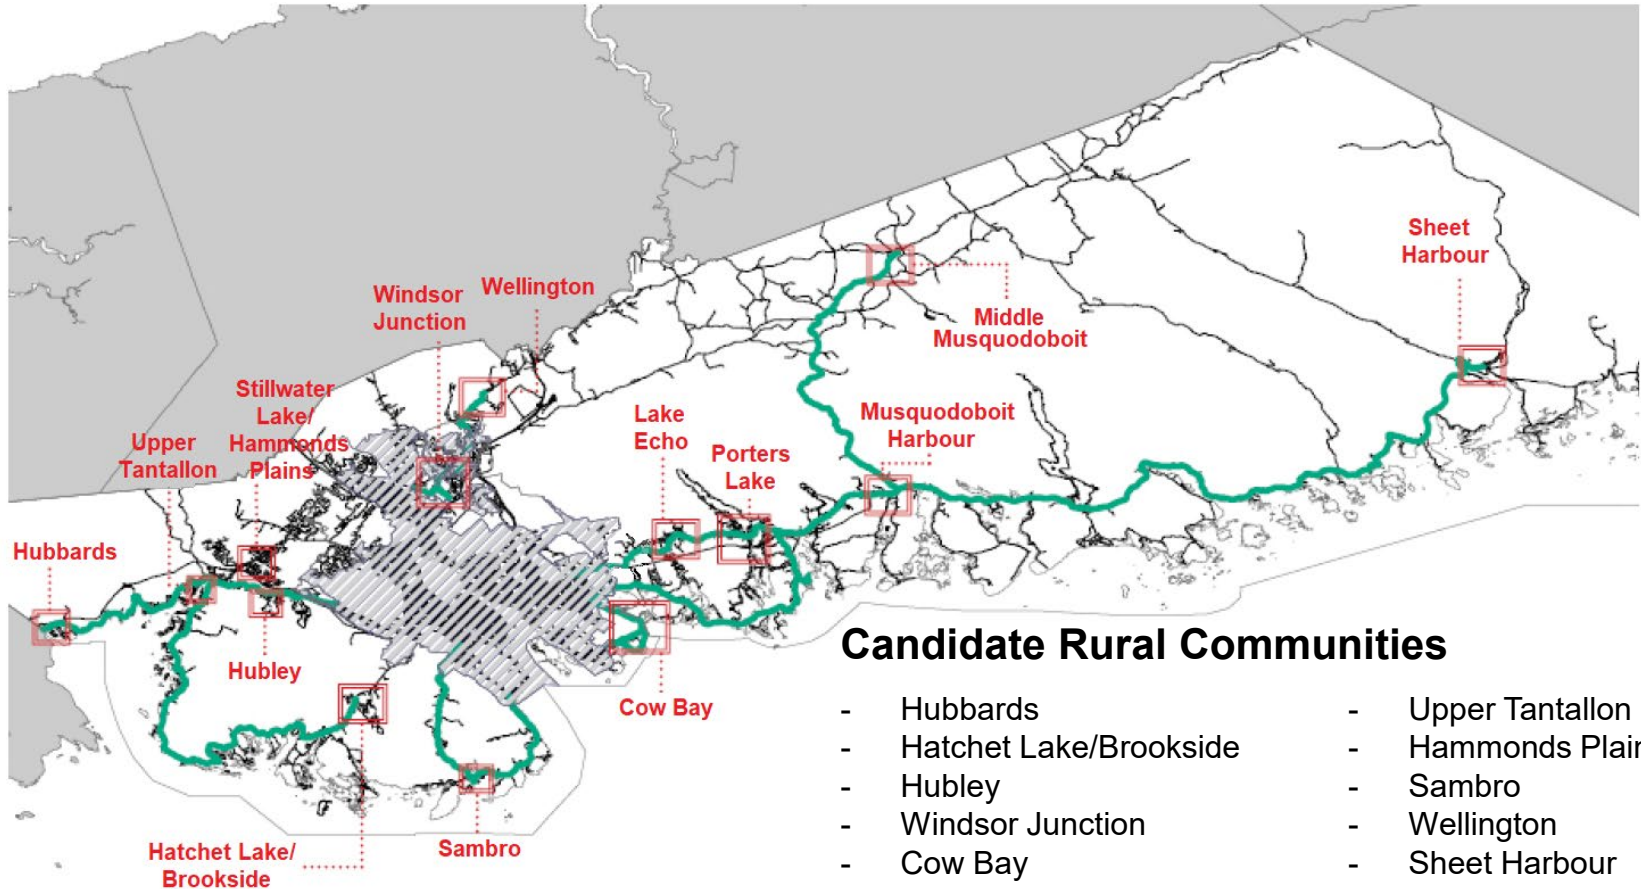 Sheet
Harbour
Wellington
Windsor
Junction
Middle
Musquodoboit
Stillwater
Lake/
Hammonds
Plains
Upper
Tantallon
Lake
Echo
Musquodoboit
Harbour
Porters
Lake
Hubbards
Hubley
Cow Bay
Sambro
Hatchet Lake/
Brookside
Candidate Rural Communities
- Hubbards
- Hatchet Lake/Brookside
- Hubley
- Windsor Junction
- Cow Bay
- Upper Tantallon
- Hammonds Plain
- Sambro
- Wellington
- Sheet Harbour